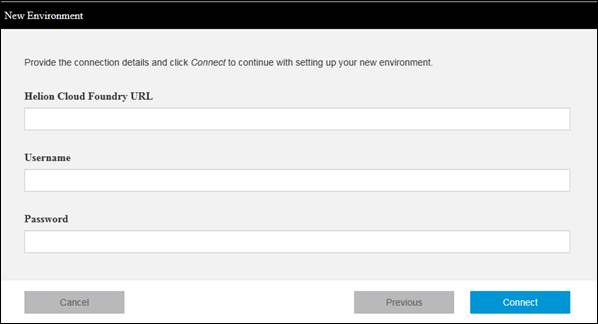 New Environment
Provide the connection details and click Connect to continue with setting up your new environment.
Helion Cloud Foundry URL
Username
Password
Cancel
Previous
Connect